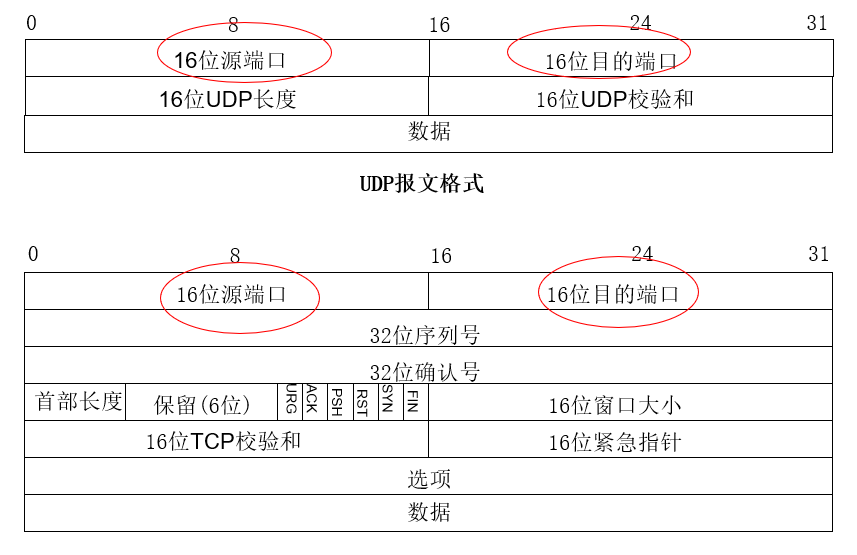 0 8 16 24 31
16位源端口 16位目的端口
16位UDP长度 16位UDP校验和
数据
UDP报文格式
0 8 16 24 31
16位源端口 16位目的端口
32位序列号
32位确认号
首部长度 保留(6位) URG ACK PSH RST SYN FIN 16位窗口大小
16位TCP校验和 16位紧急指针
选项
数据